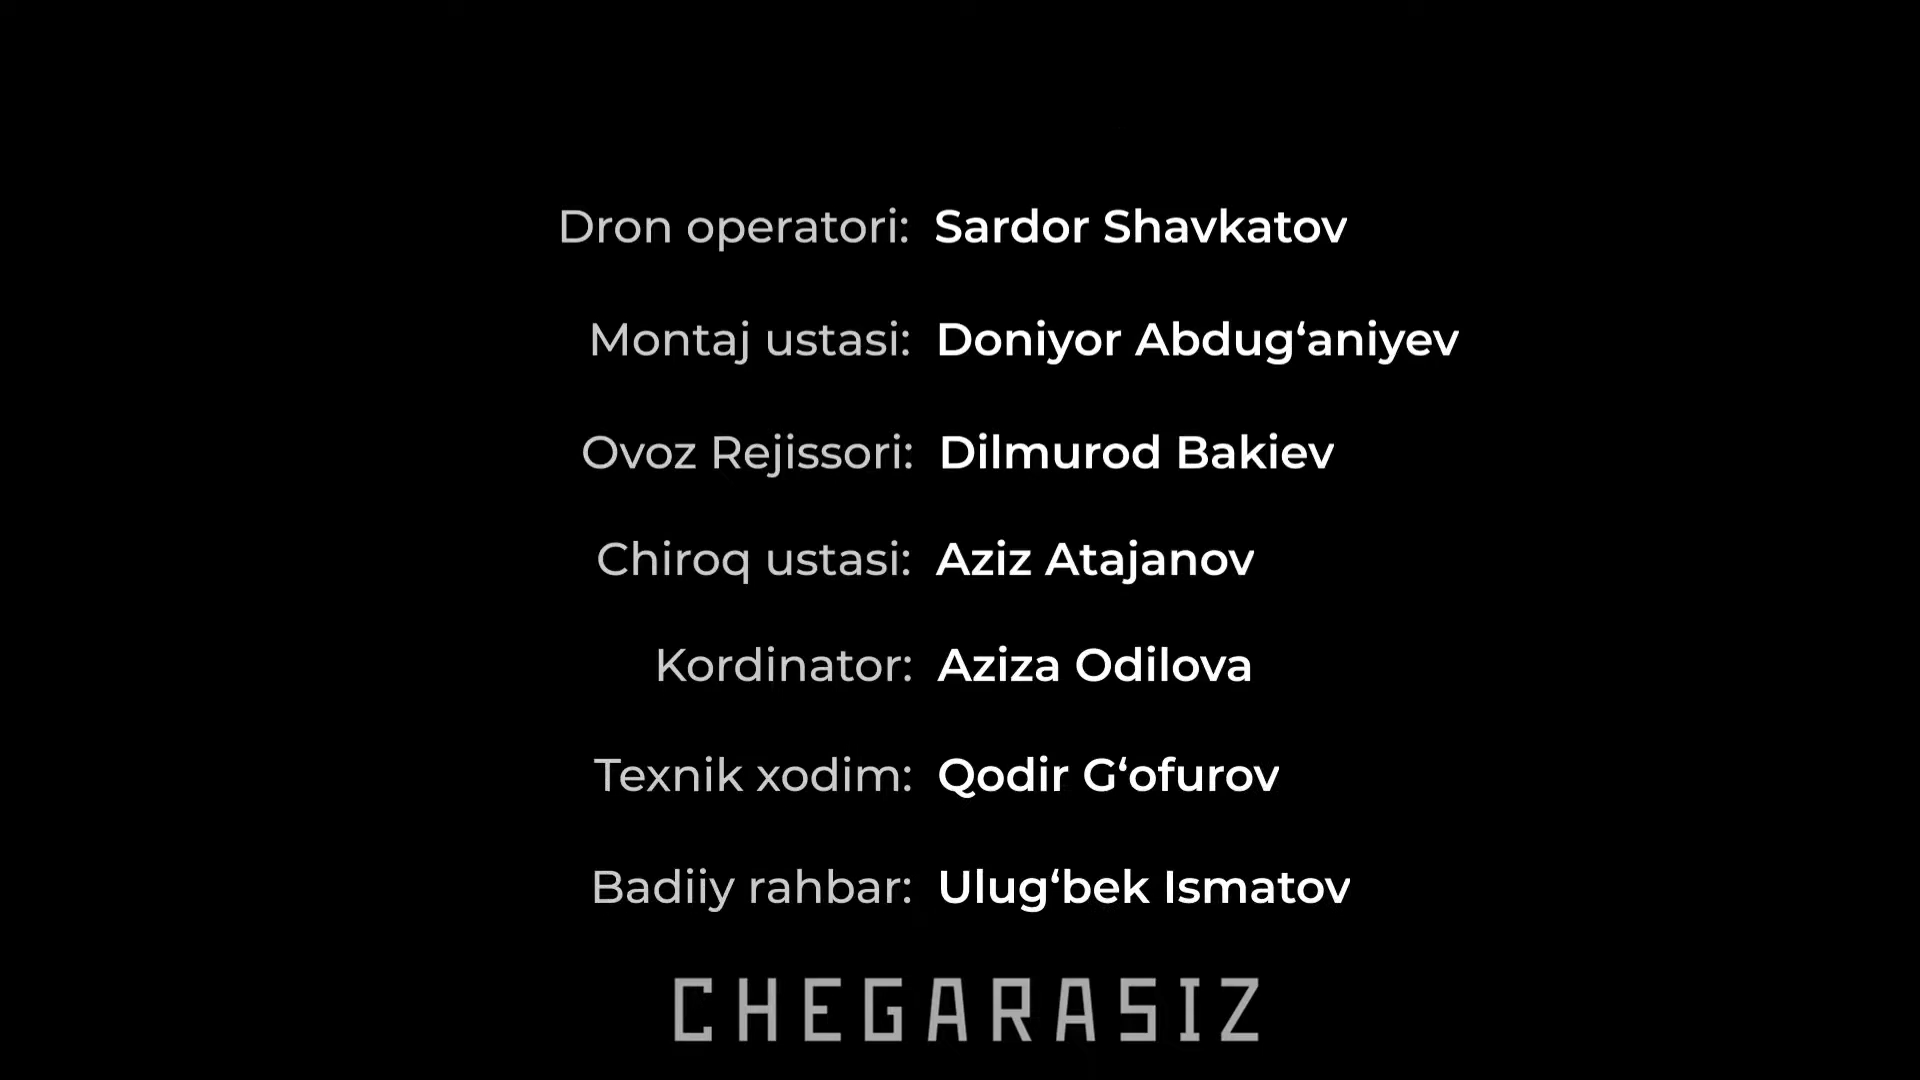 Dron operatori: Sardor Shavkatov
Montaj ustasi: Doniyor Abdug‘aniyev
Ovoz Rejissori: Dilmurod Bakiev
Chiroq ustasi: Aziz Atajanov
Kordinator: Aziza Odilova
Texnik xodim: Qodir G‘ofurov
Badiiy rahbar: Ulug‘bek Ismatov
CHEGARASIZ